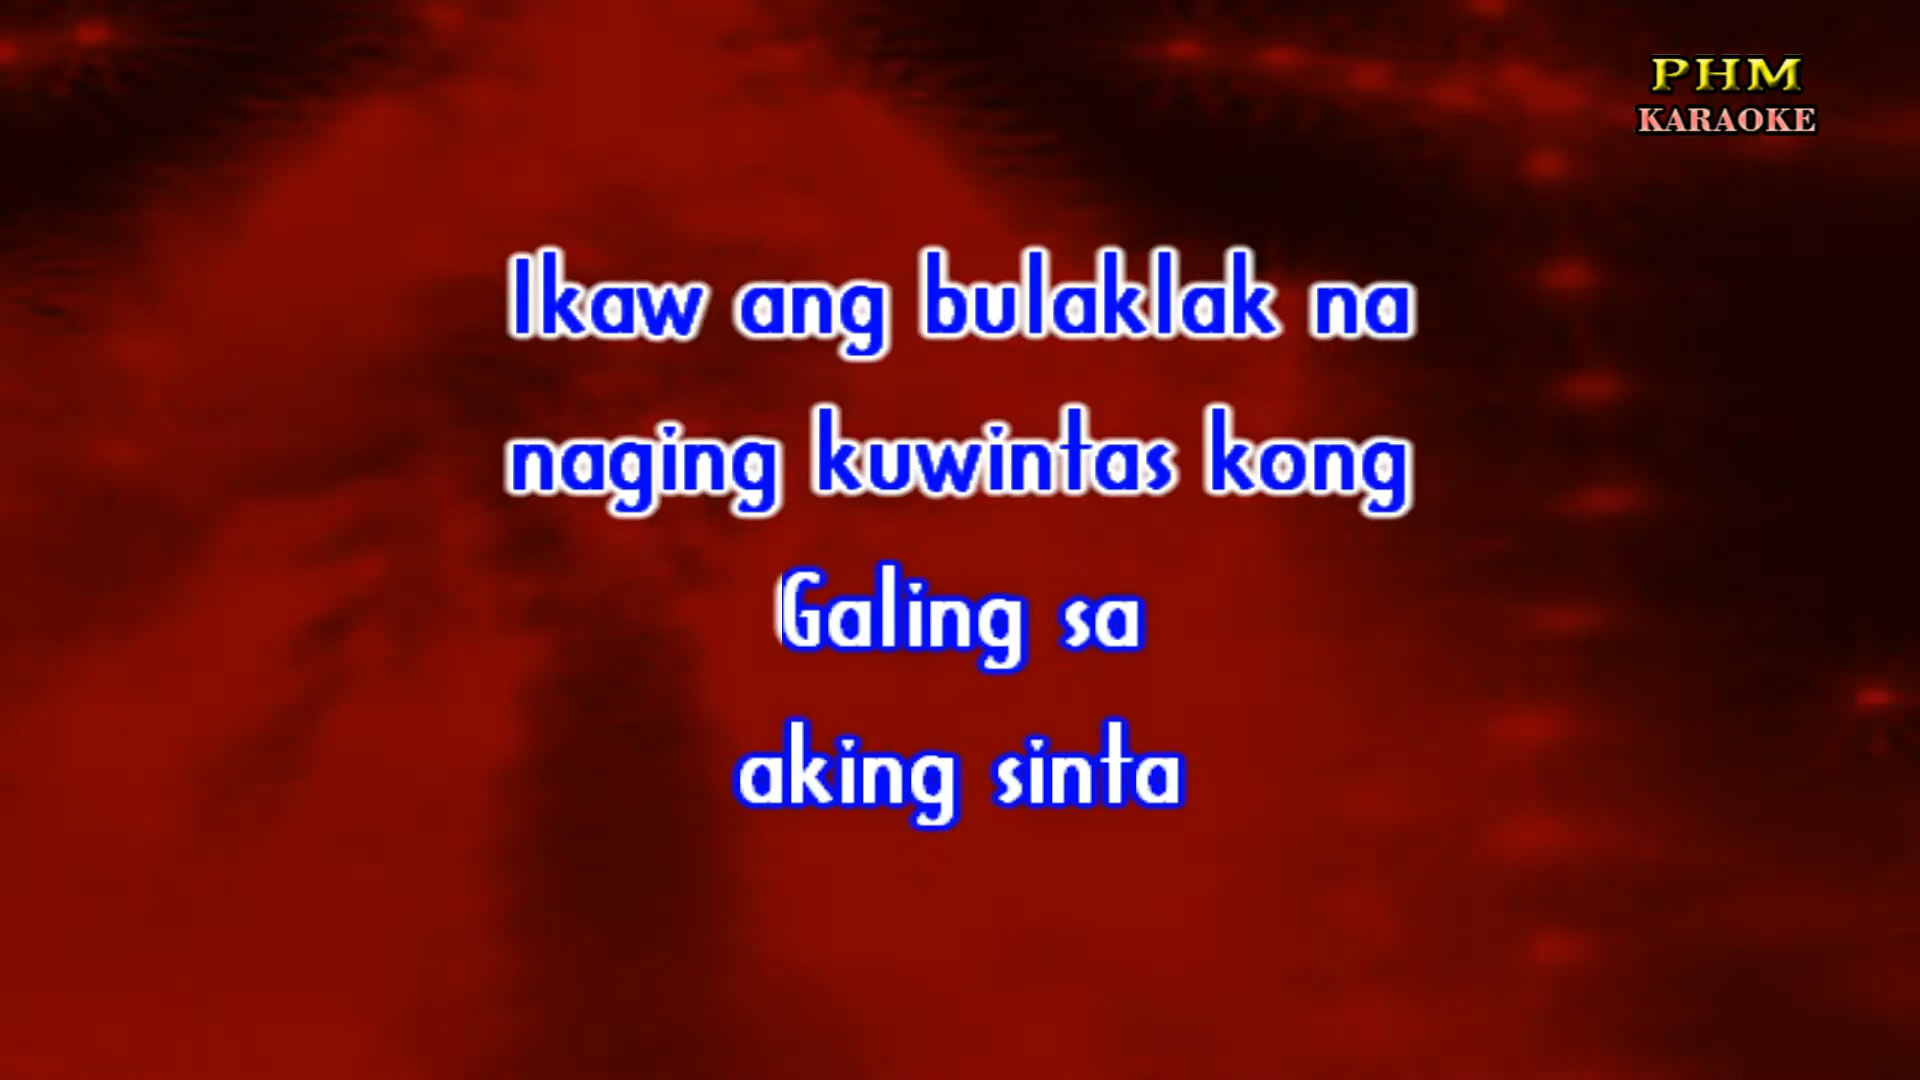 PHM
KARAOKE
Ikaw ang bulaklak na
naging kuwintas kong
Galing sa
aking sinta